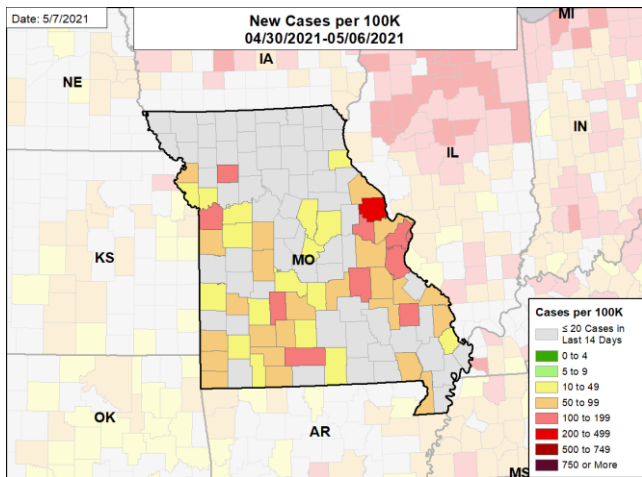 Date: 5/7/2021
New Cases per 100K
04/30/2021-05/06/2021
MI
IA
NE
IL
IN
KS
MO
OK
AR
MS
Cases per 100K
≤ 20 Cases in
Last 14 Days
0 to 4
5 to 9
10 to 49
50 to 99
100 to 199
200 to 499
500 to 749
750 or More